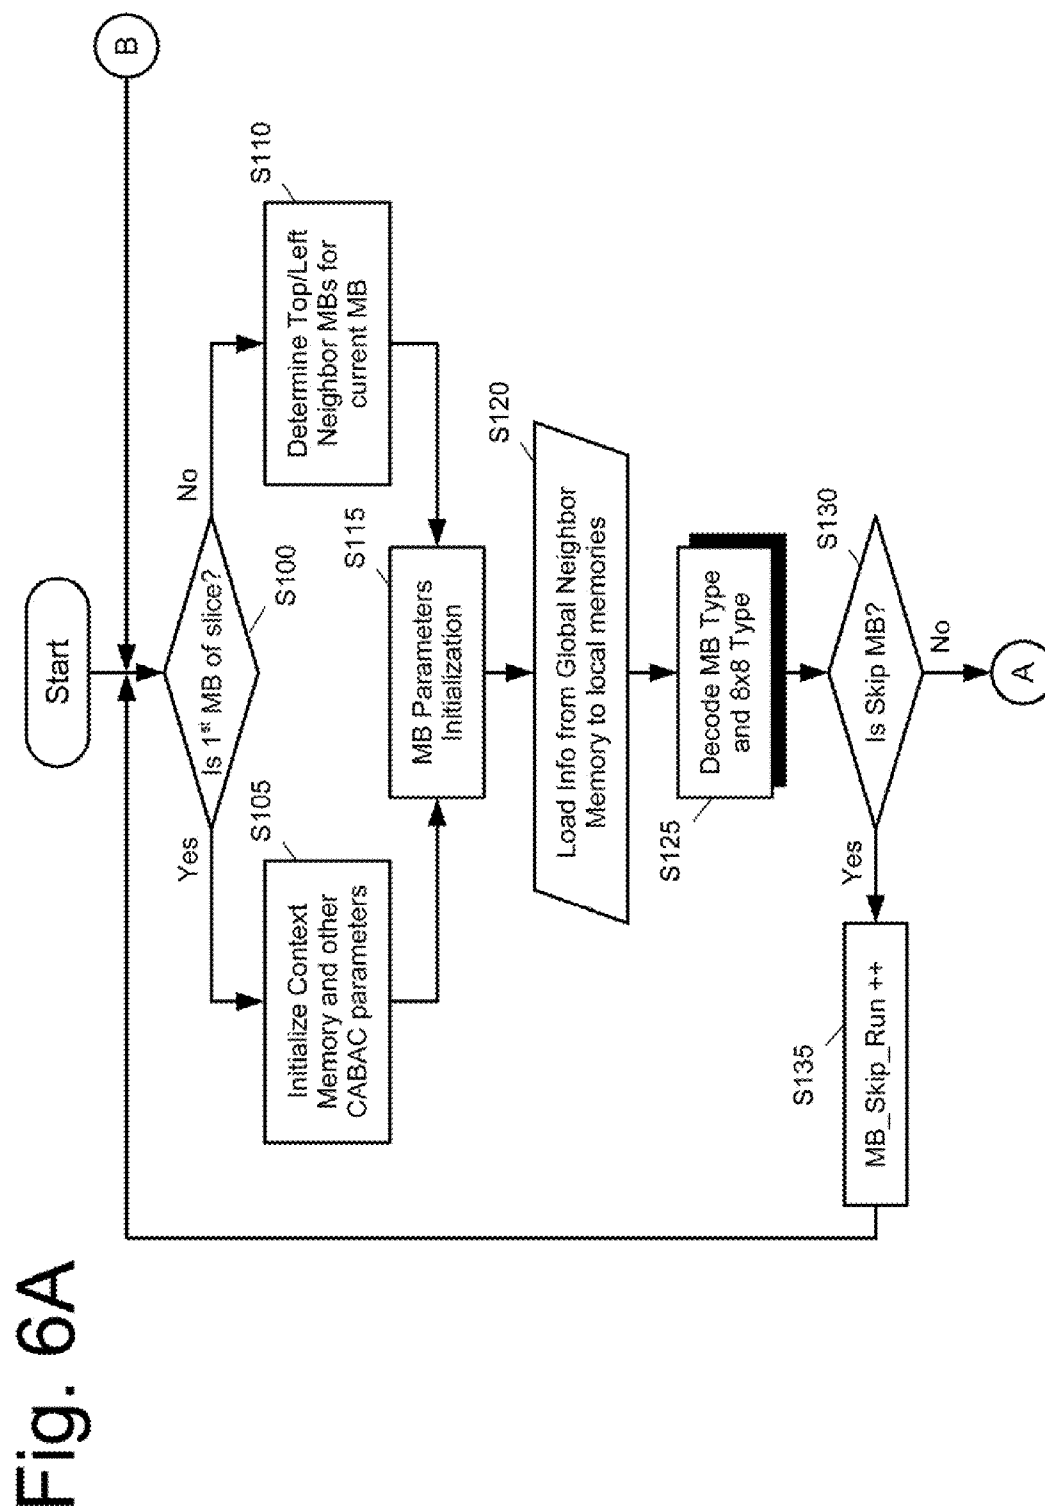 Fig. 6A
Start
B
Is 1st MB of slice?
S100
Yes
No
S105
Initialize Context
Memory and other
CABAC parameters
S110
Determine Top/Left
Neighbor MBs for
current MB
S115
MB Parameters
Initialization
S120
Load Info from Global Neighbor
Memory to local memories
S125
Decode MB Type
and 8x8 Type
S130
Is Skip MB?
Yes
No
S135
MB_Skip_Run ++
A